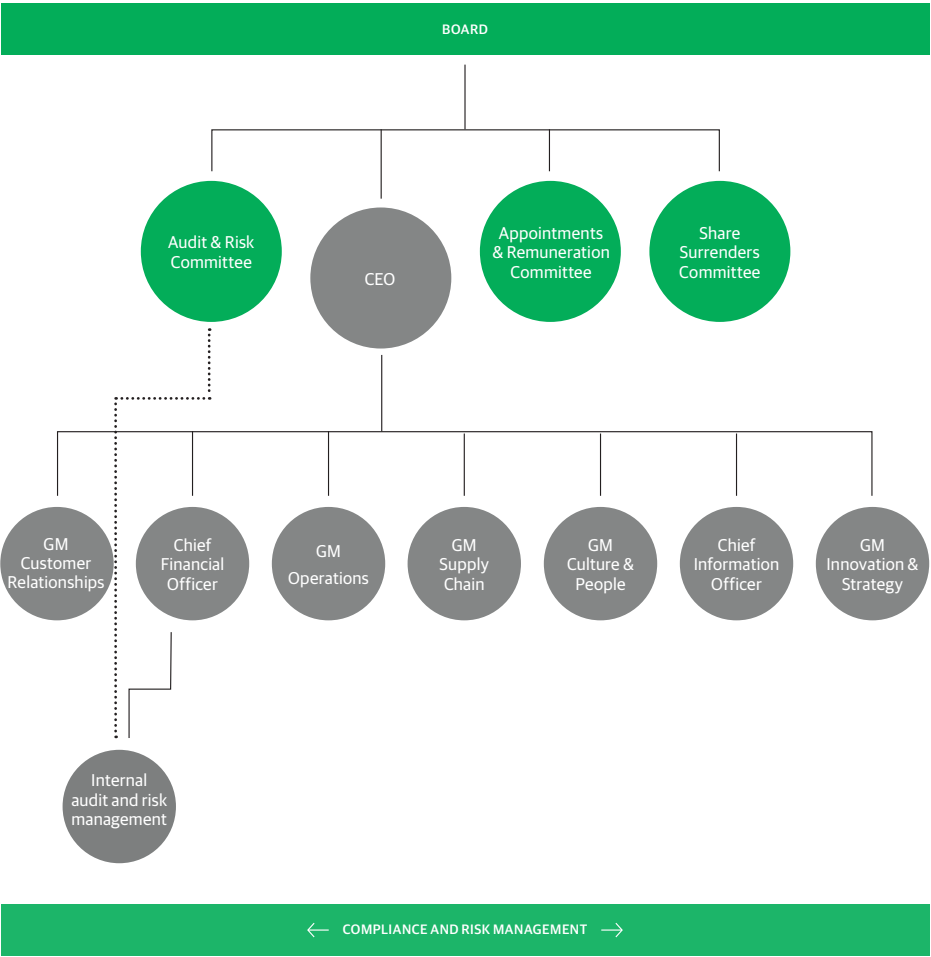 BOARD
Audit & Risk
Committee
CEO
Appointments
& Remuneration
Committee
Share
Surrenders
Committee
GM
Customer
Relationships
Chief
Financial
Officer
GM
Operations
GM
Supply
Chain
GM
Culture &
People
Chief
Information
Officer
GM
Innovation &
Strategy
Internal
audit and risk
management
COMPLIANCE AND RISK MANAGEMENT